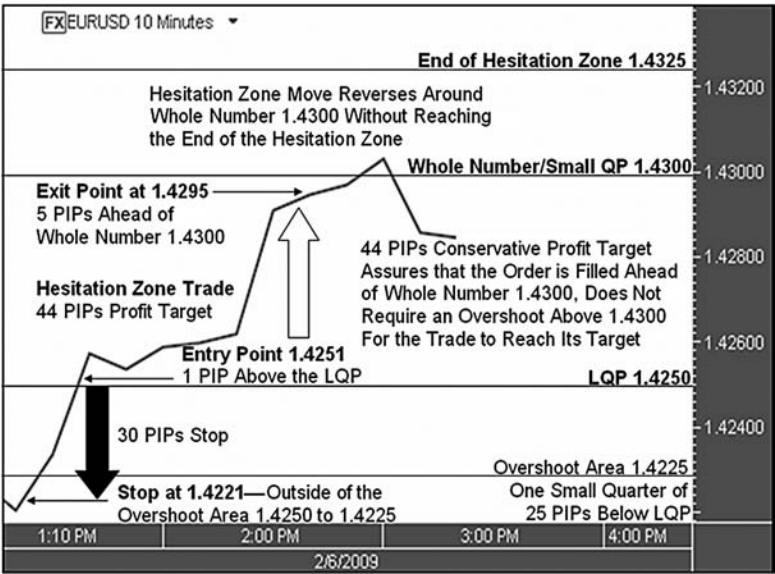 FX EURUSD 10 Minutes
End of Hesitation Zone 1.4325
1.43200
Hesitation Zone Move Reverses Around
Whole Number 1.4300 Without Reaching
the End of the Hesitation Zone
Whole Number/Small QP 1.4300
1.43000
Exit Point at 1.4295
5 PIPs Ahead of
Whole Number 1.4300
44 PIPs Conservative Profit Target
Assures that the Order is Filled Ahead
of Whole Number 1.4300, Does Not
Require an Overshoot Above 1.4300
For the Trade to Reach Its Target
1.42800
Hesitation Zone Trade
44 PIPs Profit Target
1.42600
Entry Point 1.4251
1 PIP Above the LQP
LQP 1.4250
30 PIPs Stop
1.42400
Overshoot Area 1.4225
One Small Quarter of
25 PIPs Below LQP
Stop at 1.4221—Outside of the
Overshoot Area 1.4250 to 1.4225
1:10 PM
2:00 PM
3:00 PM
4:00 PM
2/6/2009